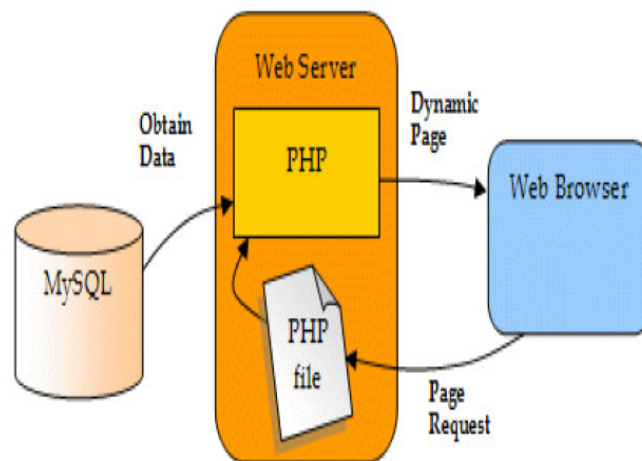 Web Server
Obtain
Data
PHP
Dynamic
Page
Web Browser
MySQL
PHP
file
Page
Request